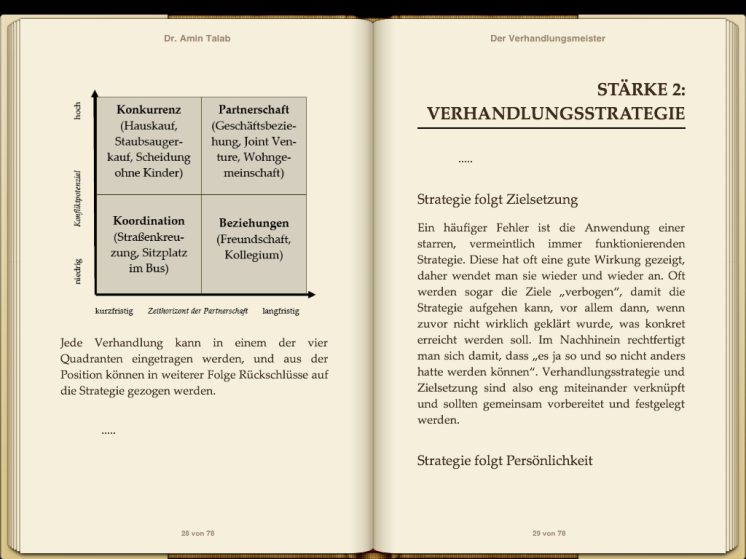 Dr. Amin Talab
hoch
Konfliktpotenzial
niedrig
Konkurrenz
(Hauskauf,
Staubsauger-
kauf, Scheidung
ohne Kinder)
Partnerschaft
(Geschäftsbezie-
hung, Joint Ven-
ture, Wohnge-
meinschaft)
Koordination
(Straßenkreu-
zung, Sitzplatz
im Bus)
Beziehungen
(Freundschaft,
Kollegium)
kurzfristig Zeithorizont der Partnerschaft langfristig
Jede Verhandlung kann in einem der vier
Quadranten eingetragen werden, und aus der
Position können in weiterer Folge Rückschlüsse auf
die Strategie gezogen werden.
.....
28 von 78
Der Verhandlungsmeister
STÄRKE 2:
VERHANDLUNGSSTRATEGIE
.....
Strategie folgt Zielsetzung
Ein häufiger Fehler ist die Anwendung einer
starren, vermeintlich immer funktionierenden
Strategie. Diese hat oft eine gute Wirkung gezeigt,
daher wendet man sie wieder und wieder an. Oft
werden sogar die Ziele „verbogen“, damit die
Strategie aufgehen kann, vor allem dann, wenn
zuvor nicht wirklich geklärt wurde, was konkret
erreicht werden soll. Im Nachhinein rechtfertigt
man sich damit, dass „es ja so und so nicht anders
hatte werden können“. Verhandlungsstrategie und
Zielsetzung sind also eng miteinander verknüpft
und sollten gemeinsam vorbereitet und festgelegt
werden.
Strategie folgt Persönlichkeit
29 von 78